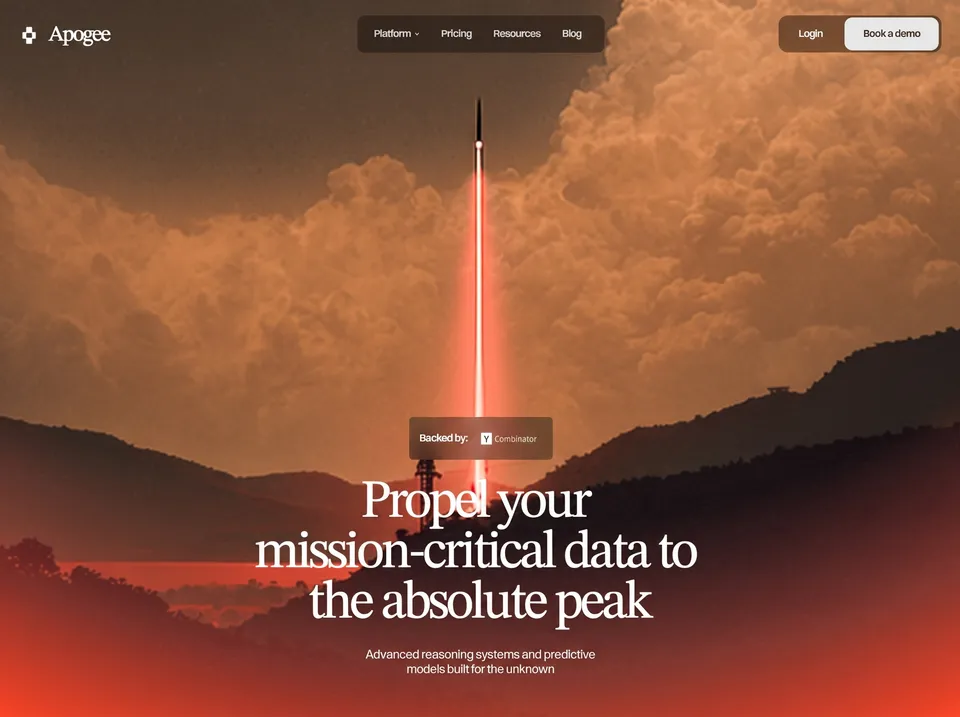 Apogee
Platform
Pricing
Resources
Blog
Login
Book a demo
Backed by:
Y Combinator
Propel your
mission-critical data to
the absolute peak
Advanced reasoning systems and predictive
models built for the unknown